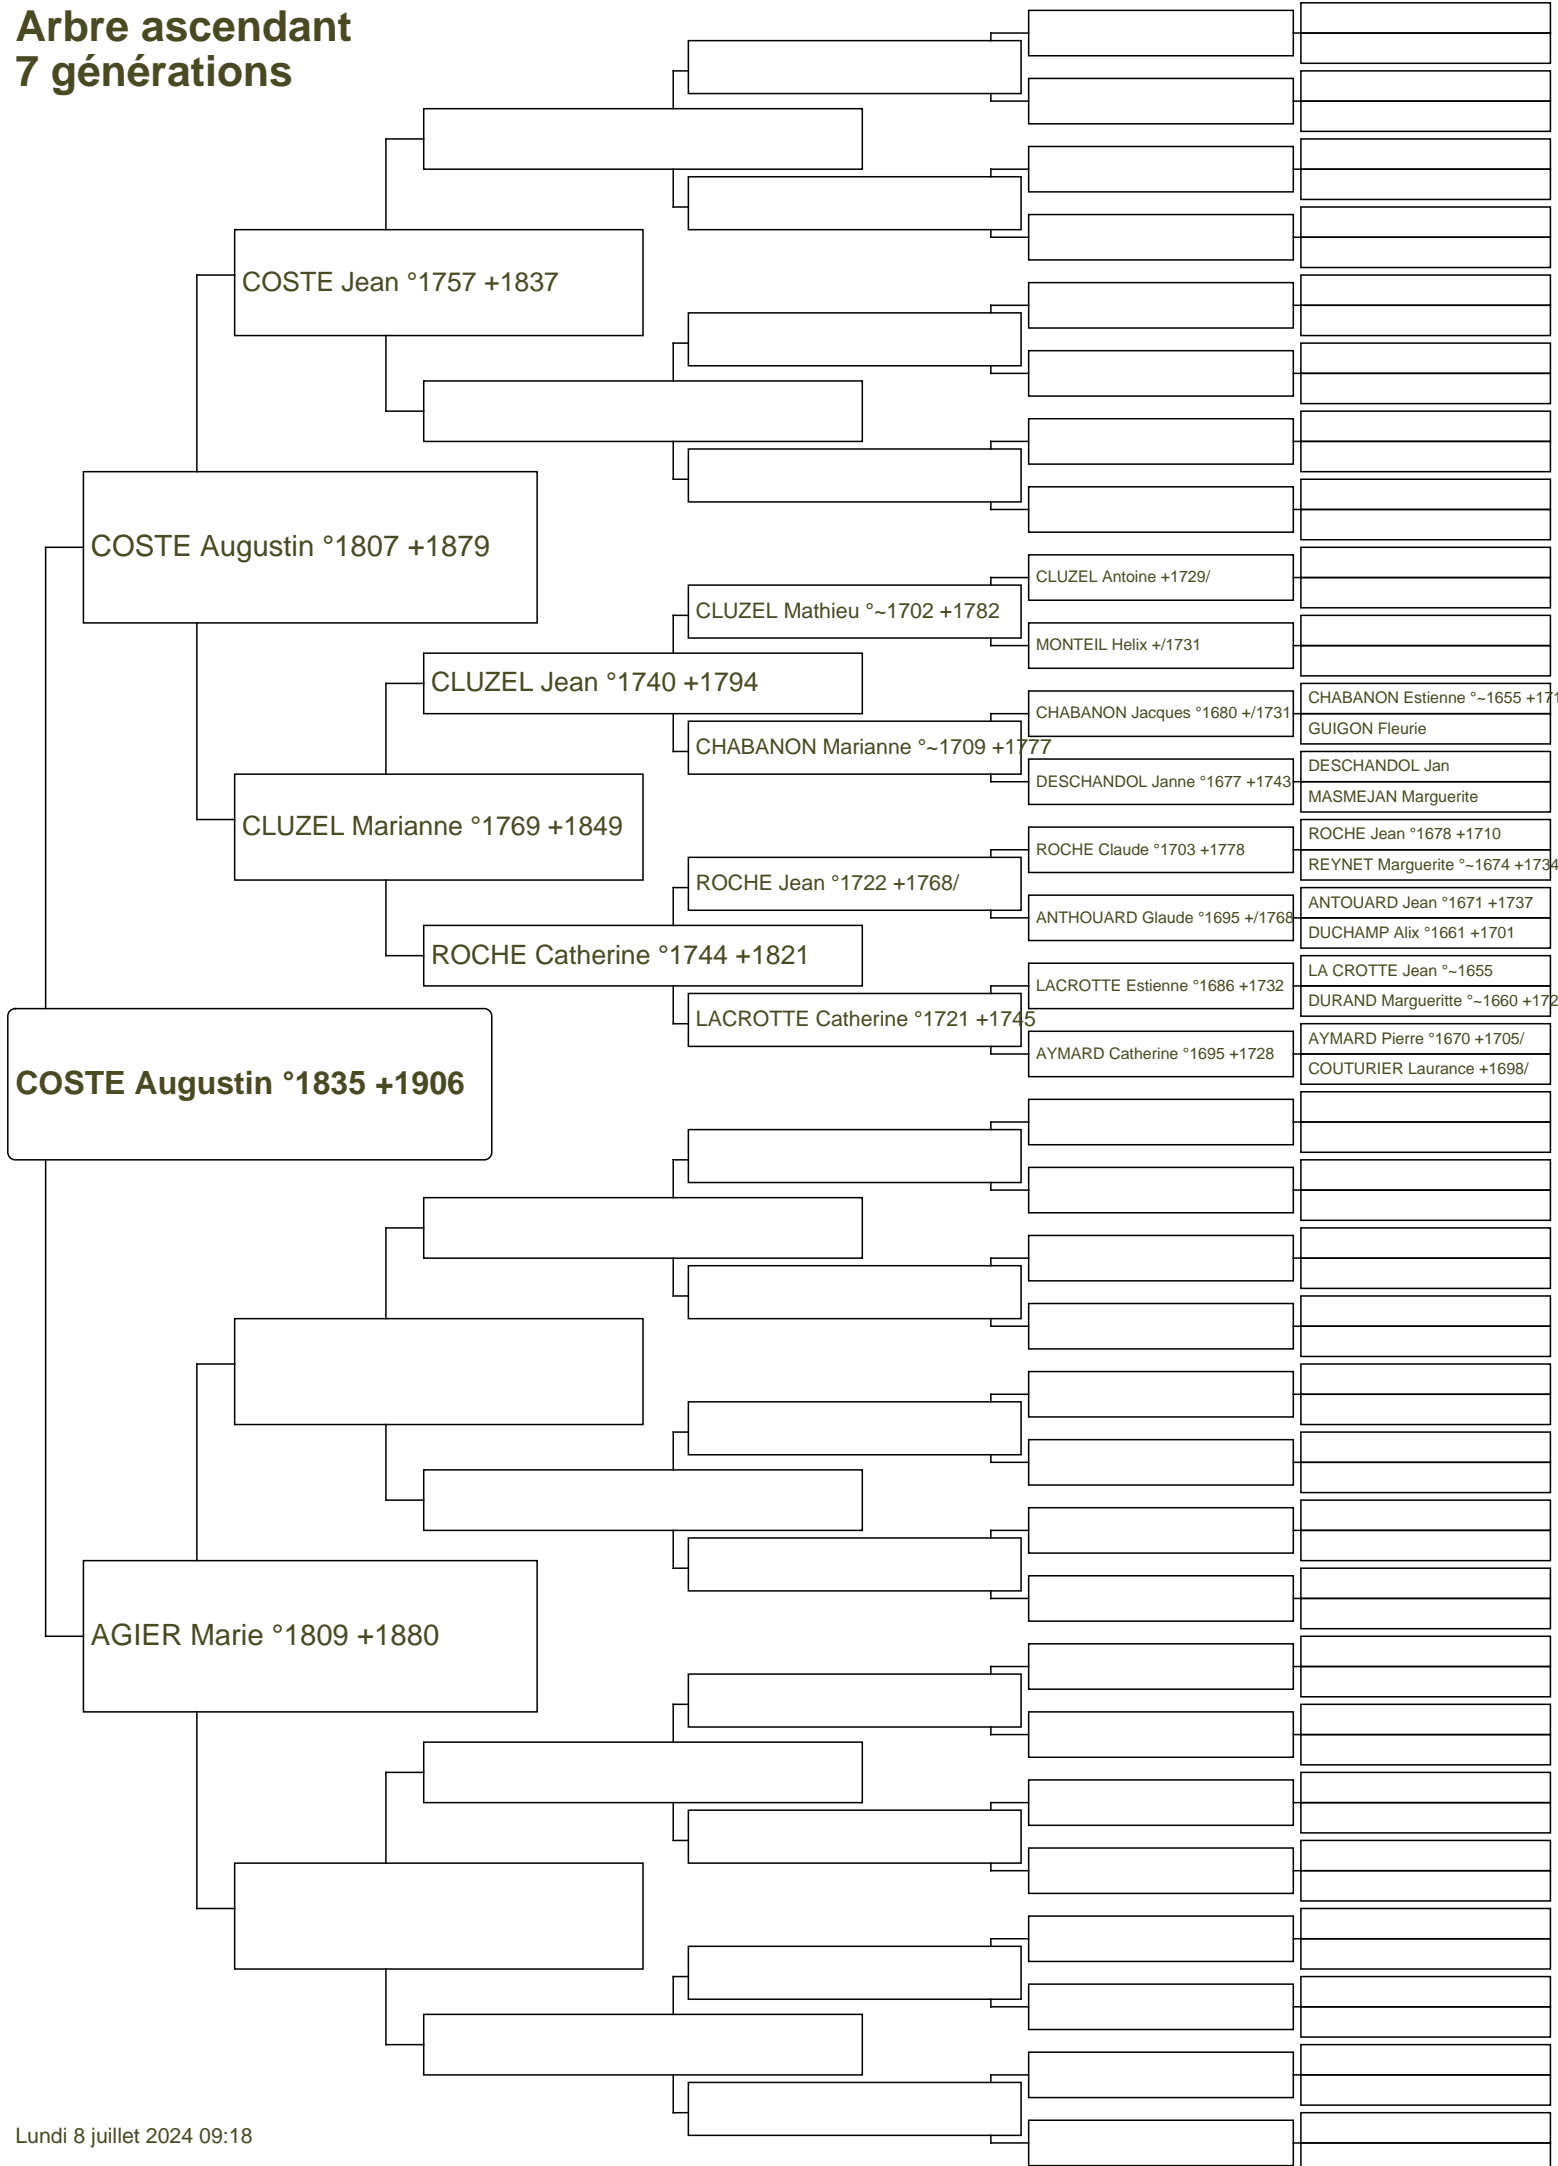 Arbre ascendant
7 générations
COSTE Jean °1757 +1837
COSTE Augustin °1807 +1879
CLUZEL Antoine +1729/
CLUZEL Mathieu °~1702 +1782
MONTEIL Helix +/1731
CLUZEL Jean °1740 +1794
CHABANON Estienne °~1655 +171
CHABANON Jacques °1680 +/1731
GUIGON Fleurie
CHABANON Marianne °~1709 +1777
DESCHANDOL Jan
DESCHANDOL Janne °1677 +1743
MASMEJAN Marguerite
CLUZEL Marianne °1769 +1849
ROCHE Jean °1678 +1710
ROCHE Claude °1703 +1778
REYNET Marguerite °~1674 +1734
ROCHE Jean °1722 +1768/
ANTOUARD Jean °1671 +1737
ANTHOUARD Glaude °1695 +/1768
DUCHAMP Alix °1661 +1701
ROCHE Catherine °1744 +1821
LA CROTTE Jean °~1655
LACROTTE Estienne °1686 +1732
DURAND Margueritte °~1660 +172
LACROTTE Catherine °1721 +1745
AYMARD Pierre °1670 +1705/
AYMARD Catherine °1695 +1728
COUTURIER Laurance +1698/
COSTE Augustin °1835 +1906
AGIER Marie °1809 +1880
Lundi 8 juillet 2024 09:18